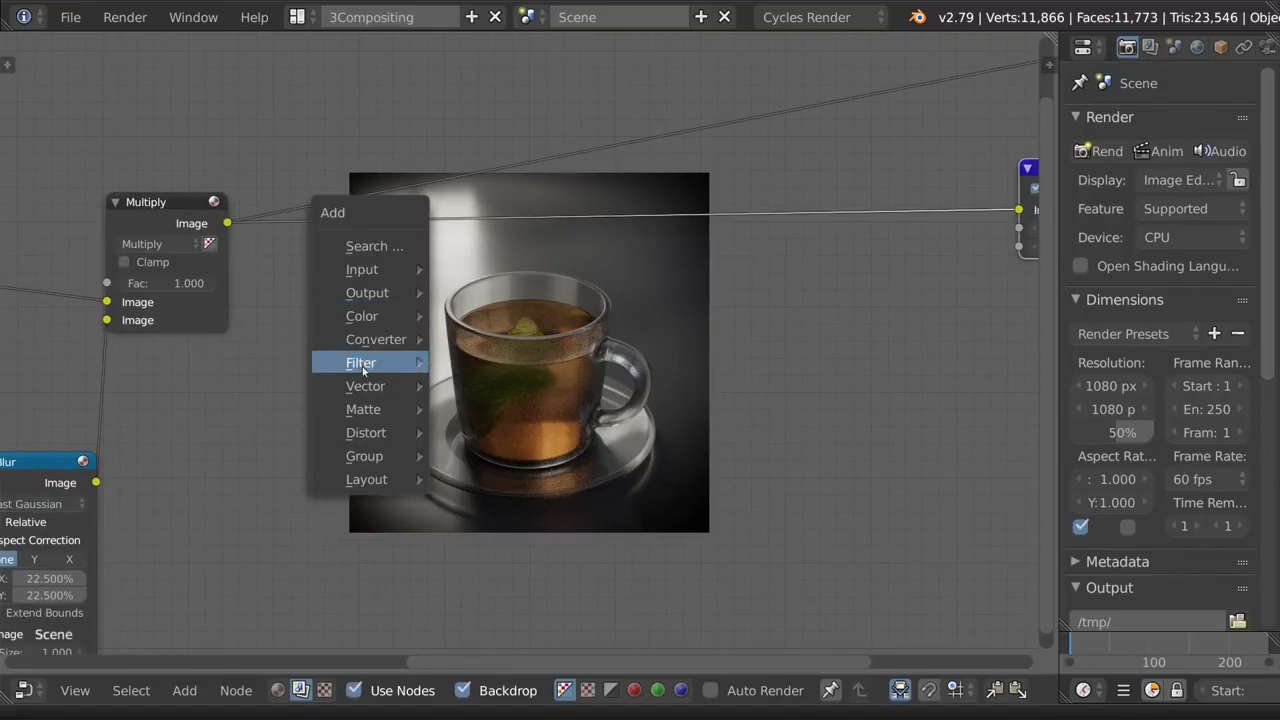 File Render Window Help 3Compositing Scene Cycles Render v2.79 | Verts:11,866 | Faces:11,773 | Tris:23,546 |
Scene
Render
Rend Anim Audio
Display: Image Ed...
Feature Supported
Device: CPU
Open Shading Langu...
Dimensions
Render Presets
Resolution: Frame Ran...
1080 px Start : 1
1080 p En: 250
50% Fram: 1
Aspect Rat... Frame Rate:
: 1.000 60 fps
Y:1.000 Time Rem...
1 1
Metadata
Output
/tmp/
100 200
Start:
Multiply
Image
Multiply
Clamp
Fac: 1.000
Image
Image
Add
Search ...
Input
Output
Color
Converter
Filter
Vector
Matte
Distort
Group
Layout
Blur
Image
ast Gaussian
Relative
spect Correction
one Y X
X: 22.500%
Y: 22.500%
Extend Bounds
mage Scene
Size: 1.000
View Select Add Node Use Nodes Backdrop Auto Render